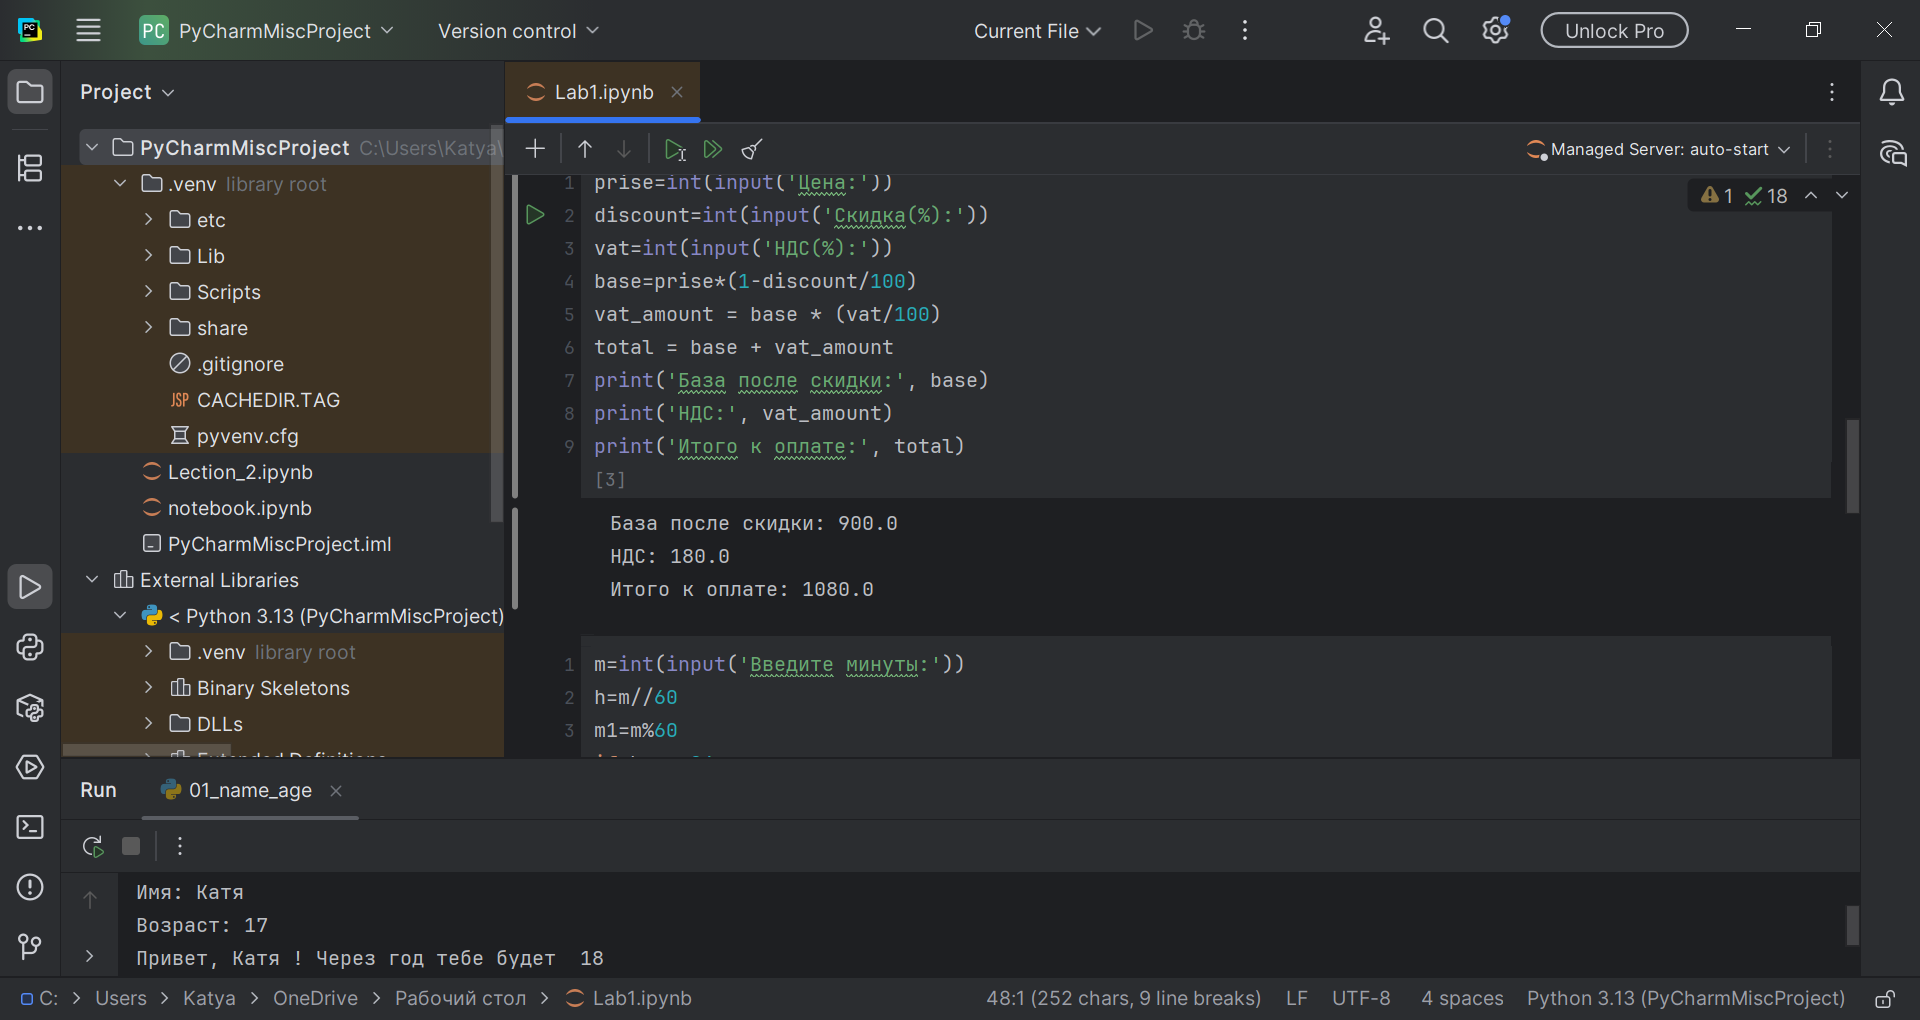 PC PyCharmMiscProject Version control Current File Unlock Pro
Project
Lab1.ipynb
PyCharmMiscProject C:\Users\Katya\
Managed Server: auto-start
.venv library root
etc
Lib
Scripts
share
.gitignore
JSP CACHEDIR.TAG
pyvenv.cfg
Lection_2.ipynb
notebook.ipynb
PyCharmMiscProject.iml
External Libraries
< Python 3.13 (PyCharmMiscProject)
.venv library root
Binary Skeletons
DLLs
1 18
1 prise=int(input('Цена:'))
2 discount=int(input('Скидка(%):'))
3 vat=int(input('НДС(%):'))
4 base=prise*(1-discount/100)
5 vat_amount = base * (vat/100)
6 total = base + vat_amount
7 print('База после скидки:', base)
8 print('НДС:', vat_amount)
9 print('Итого к оплате:', total)
[3]
База после скидки: 900.0
НДС: 180.0
Итого к оплате: 1080.0
1 m=int(input('Введите минуты:'))
2 h=m//60
3 m1=m%60
Run 01_name_age
Имя: Катя
Возраст: 17
Привет, Катя ! Через год тебе будет  18
C: > Users > Katya > OneDrive > Рабочий стол > Lab1.ipynb 48:1 (252 chars, 9 line breaks) LF UTF-8 4 spaces Python 3.13 (PyCharmMiscProject)